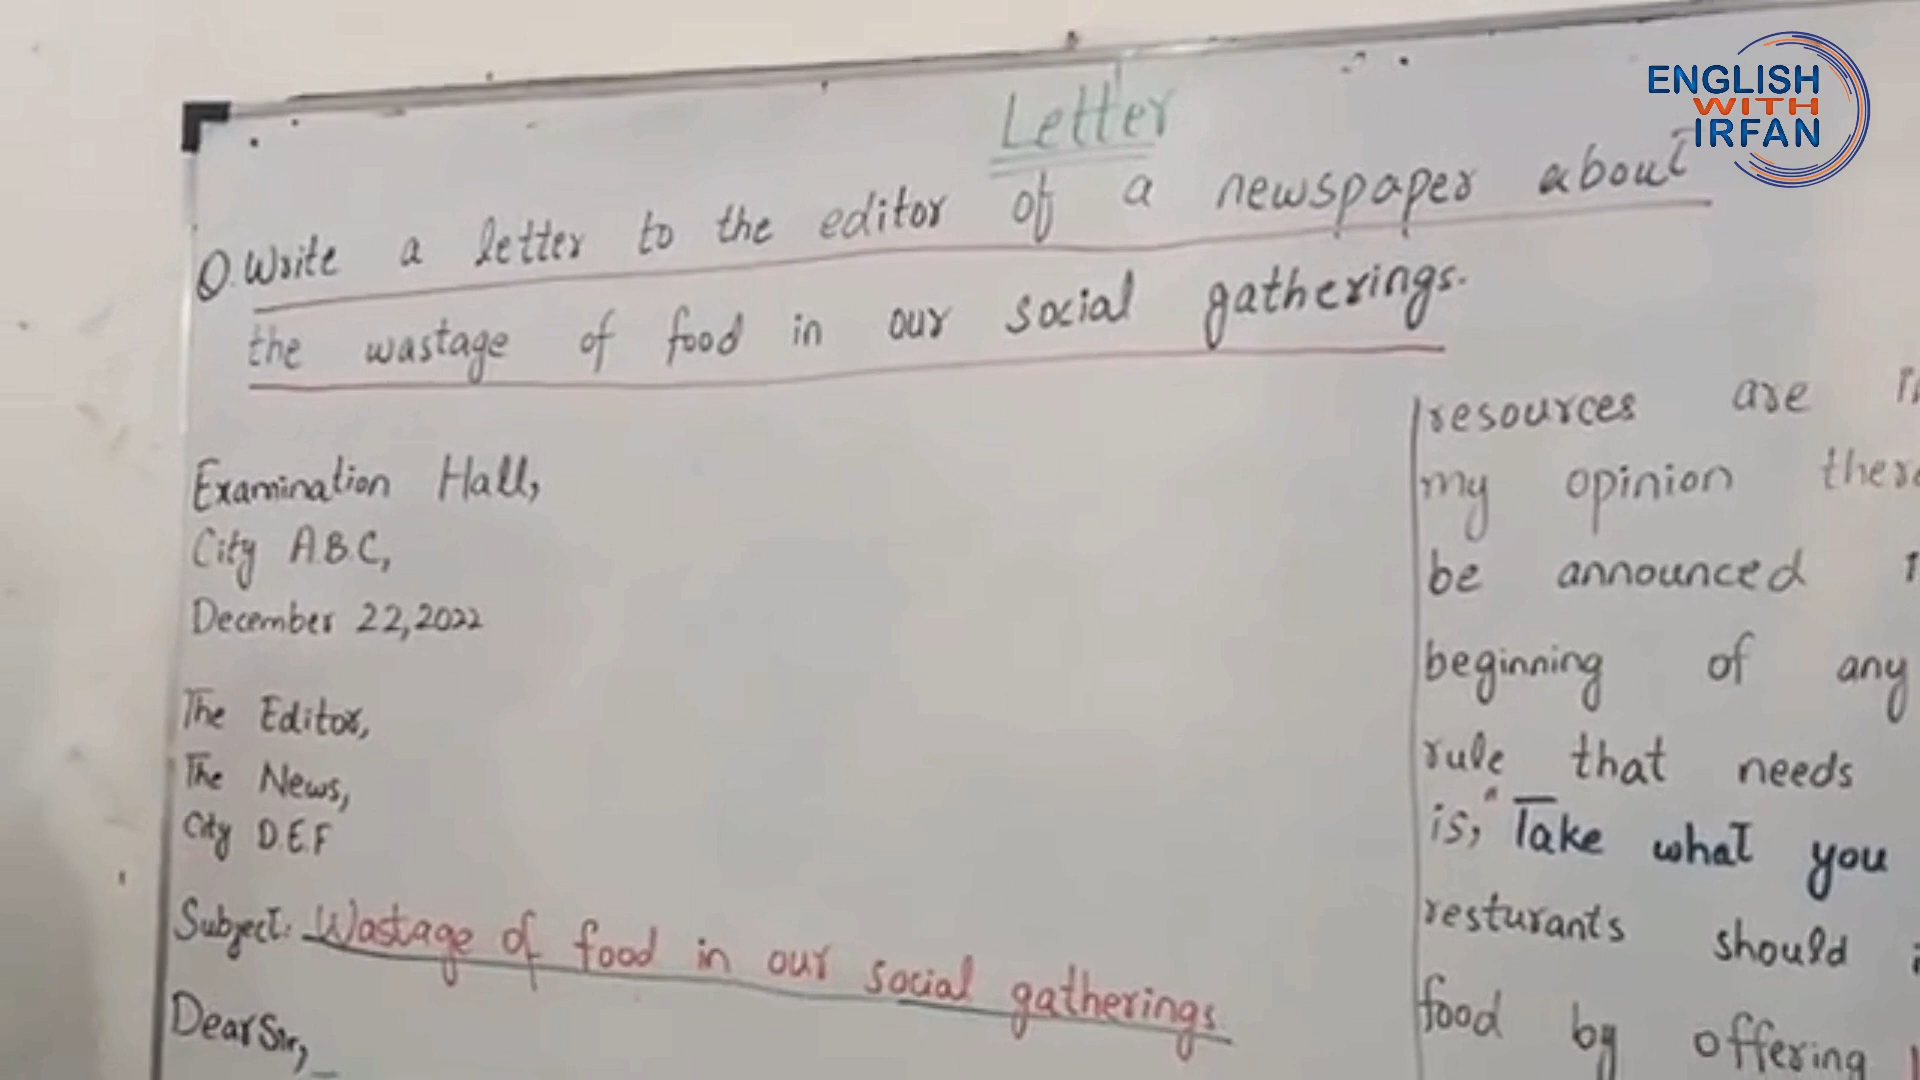 Letter
Q. Write a letter to the editor of a newspaper about
the wastage of food in our social gatherings.
Examination Hall,
City A.B.C,
December 22, 2022
The Editor,
The News,
City D.E.F
Subject: Wastage of food in our social gatherings
Dear Sir,
resources are
my opinion
be announced
beginning of any
rule that needs
is, "Take what you
resturants should
food by offering
ENGLISH
WITH
IRFAN